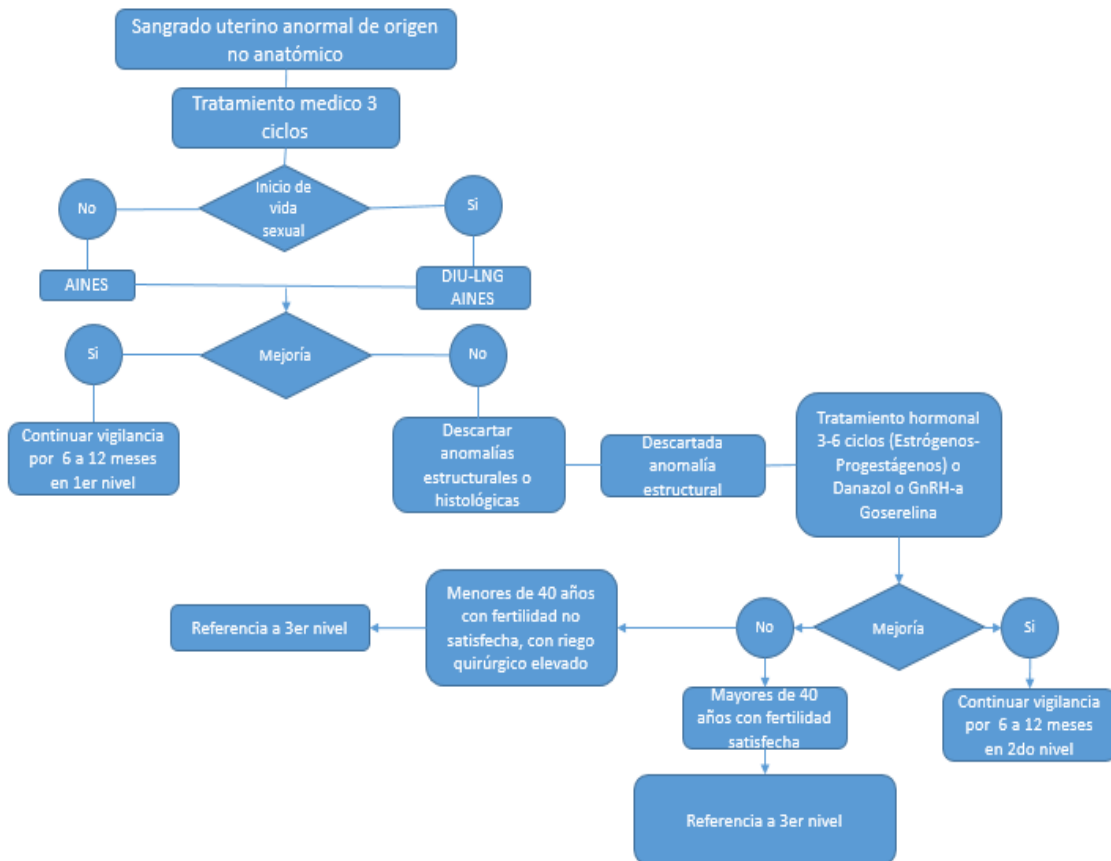 Sangrado uterino anormal de origen
no anatómico
Tratamiento medico 3
ciclos
Inicio de
vida
sexual
No
Si
AINES
DIU-LNG
AINES
Mejoría
Si
No
Continuar vigilancia
por 6 a 12 meses
en 1er nivel
Descartar
anomalías
estructurales o
histológicas
Descartada
anomalía
estructural
Tratamiento hormonal
3-6 ciclos (Estrógenos-
Progestágenos) o
Danazol o GnRH-a
Goserelina
Mejoría
No
Si
Menores de 40 años
con fertilidad no
satisfecha, con riego
quirúrgico elevado
Referencia a 3er nivel
Mayores de 40
años con fertilidad
satisfecha
Continuar vigilancia
por 6 a 12 meses
en 2do nivel
Referencia a 3er nivel